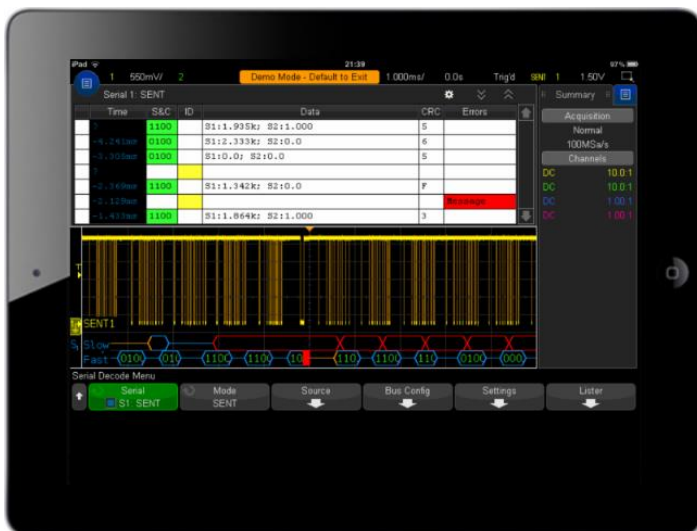 iPad 21:39 97%
1 550mV/ 2 Demo Mode - Default to Exit 1.000ms/ 0.0s Trig'd SENT 1 1.50V
Serial 1: SENT
Time S&C ID Data CRC Errors
? 1100 S1:1.935k; S2:1.000 5
-4.241ms 0100 S1:2.333k; S2:0.0 6
-3.305ms 0100 S1:0.0; S2:0.0 5
?
-2.369ms 1100 S1:1.342k; S2:0.0 F
-2.129ms Message
-1.433ms 1100 S1:1.864k; S2:1.000 3
Summary
Acquisition
Normal
100MSa/s
Channels
DC 10.0:1
DC 10.0:1
DC 1.00:1
DC 1.00:1
T
SENT1
S1 Slow
Fast 0100 010 1100 1100 10 110 1100 110 0100 000
Serial Decode Menu
Serial
S1 SENT
Mode
SENT
Source
Bus Config
Settings
Lister